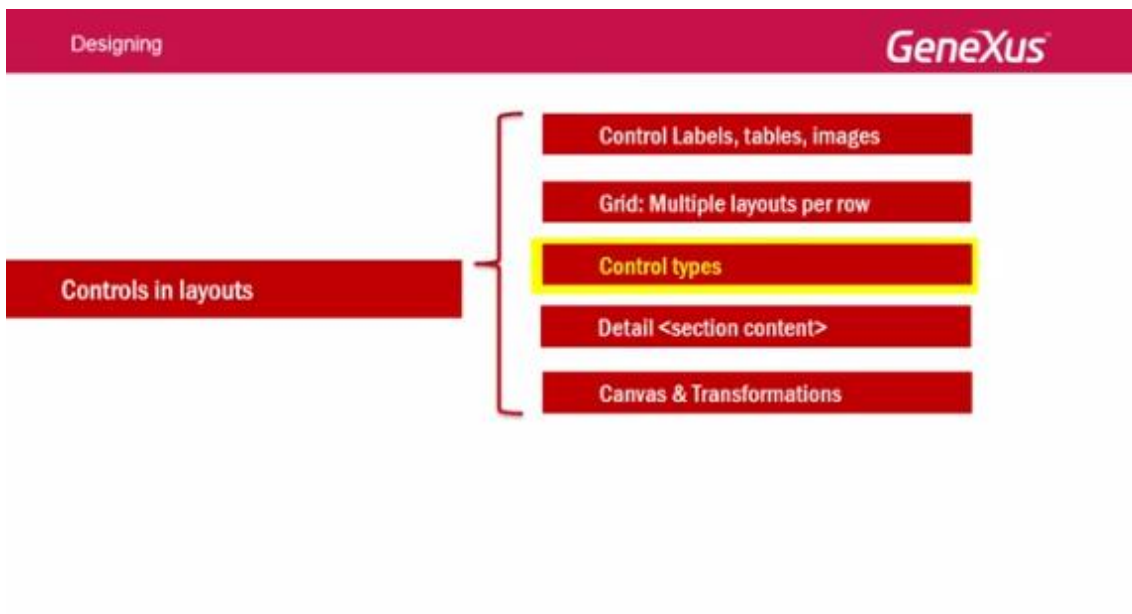 Designing
GeneXus
Controls in layouts
Control Labels, tables, images
Grid: Multiple layouts per row
Control types
Detail <section content>
Canvas & Transformations